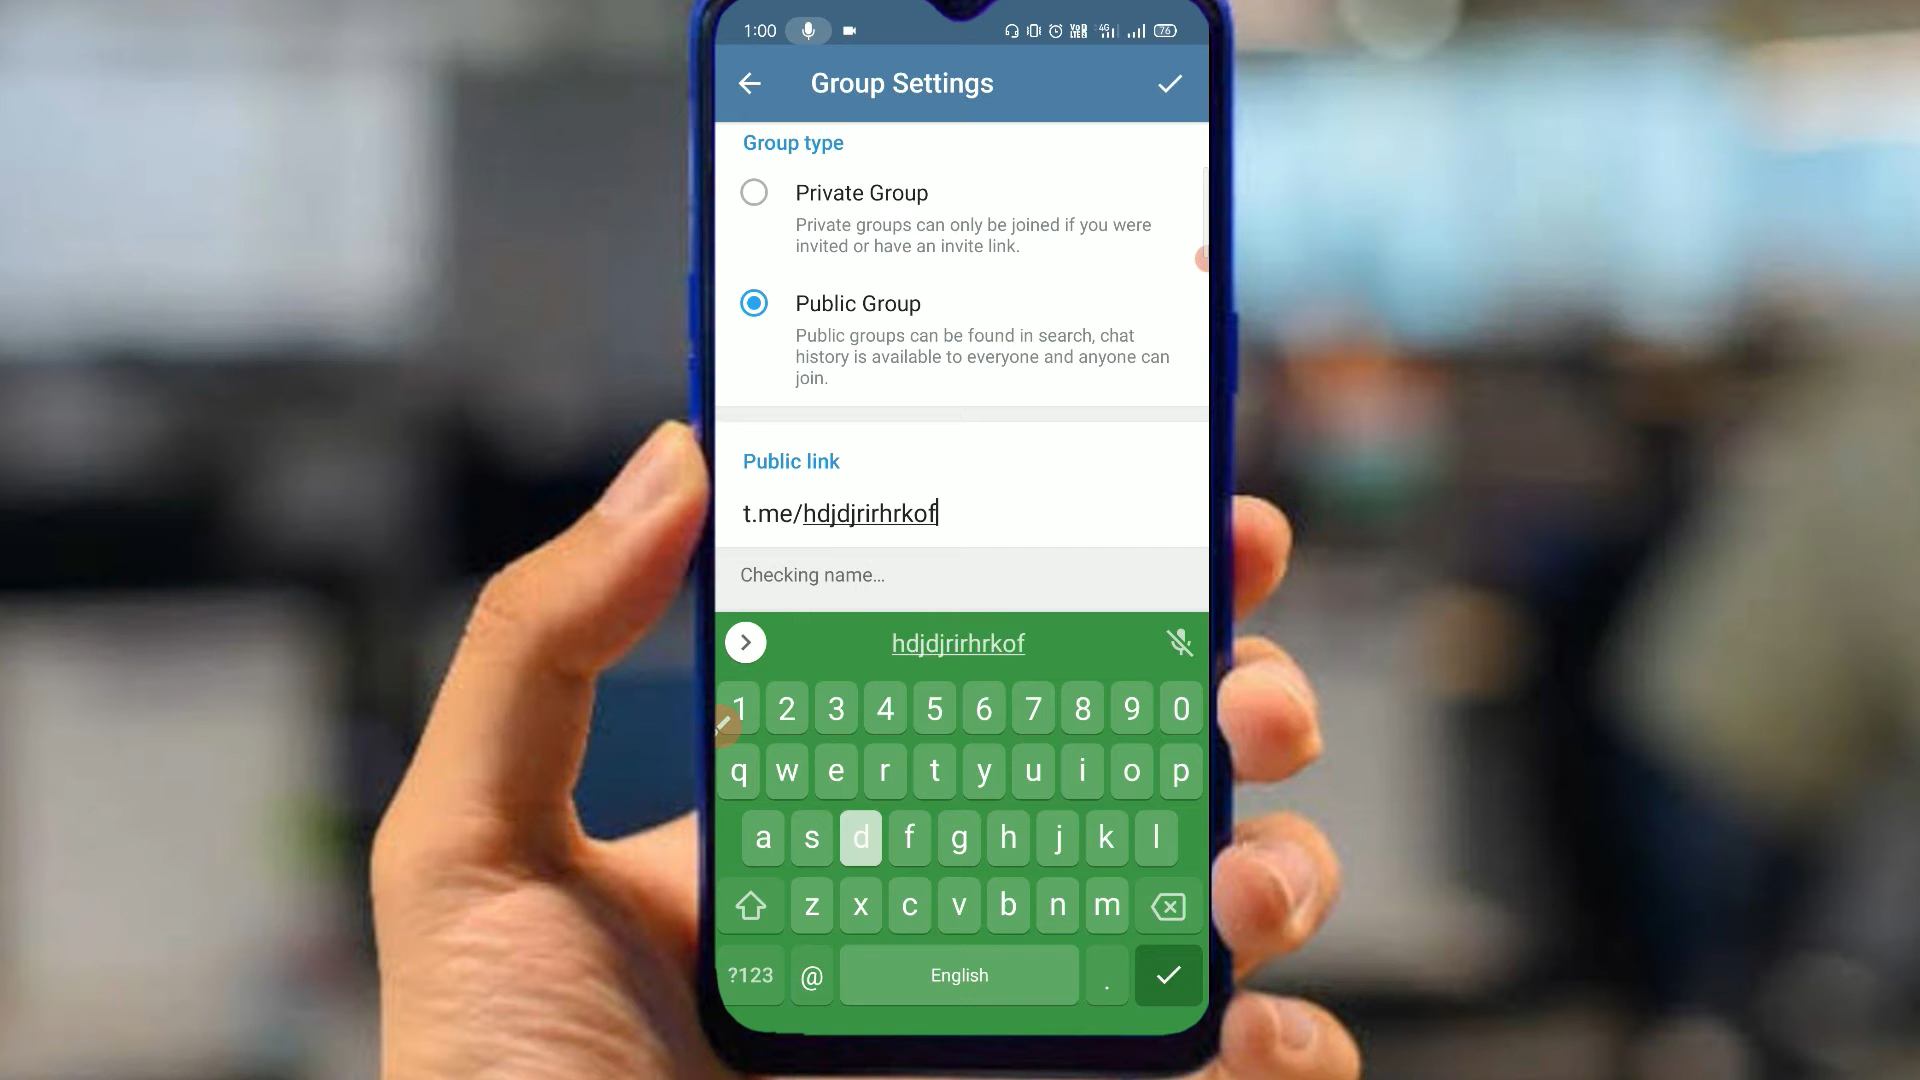 1:00 VoLTE 4G 76
Group Settings
Group type
Private Group
Private groups can only be joined if you were
invited or have an invite link.
Public Group
Public groups can be found in search, chat
history is available to everyone and anyone can
join.
Public link
t.me/hdjdjrirhrkof
Checking name...
hdjdjrirhrkof
1 2 3 4 5 6 7 8 9 0
q w e r t y u i o p
a s d f g h j k l
z x c v b n m
?123 @ English .